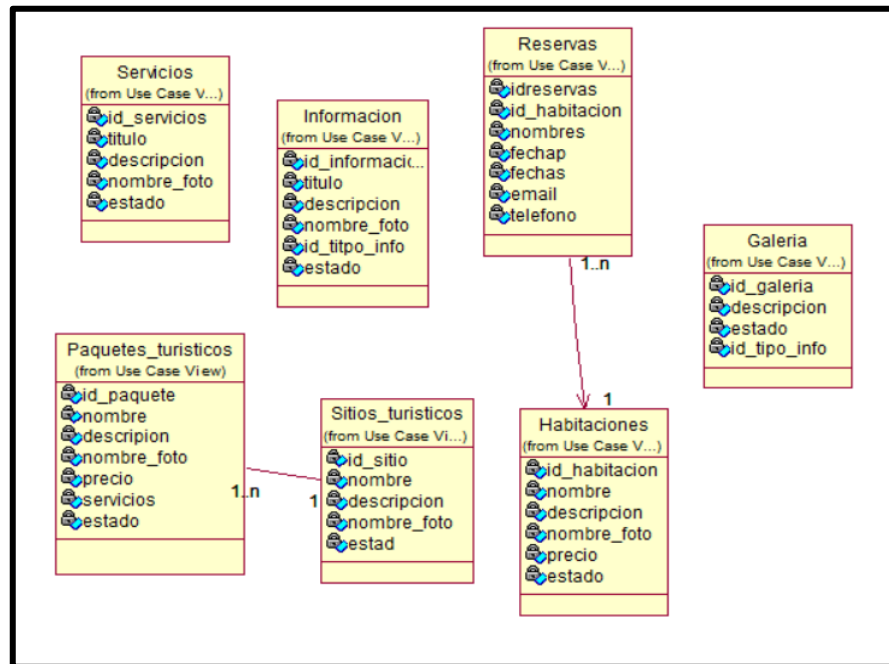 Servicios
(from Use Case V...)
id_servicios
titulo
descripcion
nombre_foto
estado
Informacion
(from Use Case V...)
id_informacic...
titulo
descripcion
nombre_foto
id_titpo_info
estado
Reservas
(from Use Case V...)
idreservas
id_habitacion
nombres
fechap
fechas
email
telefono
1..n
1
Galeria
(from Use Case V...)
id_galeria
descripcion
estado
id_tipo_info
Paquetes_turisticos
(from Use Case View)
id_paquete
nombre
descripion
nombre_foto
precio
servicios
estado
1..n
1
Sitios_turisticos
(from Use Case Vi...)
id_sitio
nombre
descripcion
nombre_foto
estad
Habitaciones
(from Use Case V...)
id_habitacion
nombre
descripcion
nombre_foto
precio
estado